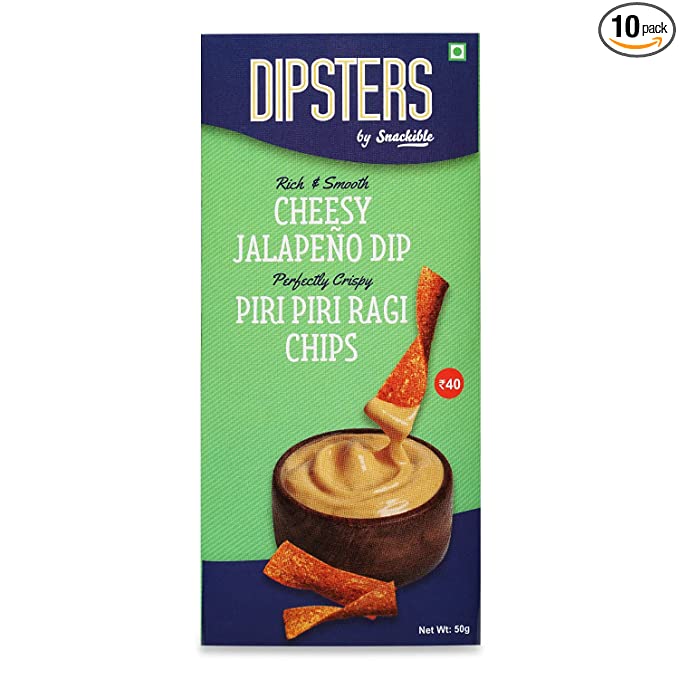 10 pack
DIPSTERS
by Snackible
Rich & Smooth
CHEESY
JALAPEÑO DIP
Perfectly Crispy
PIRI PIRI RAGI
CHIPS
₹40
Net Wt: 50g